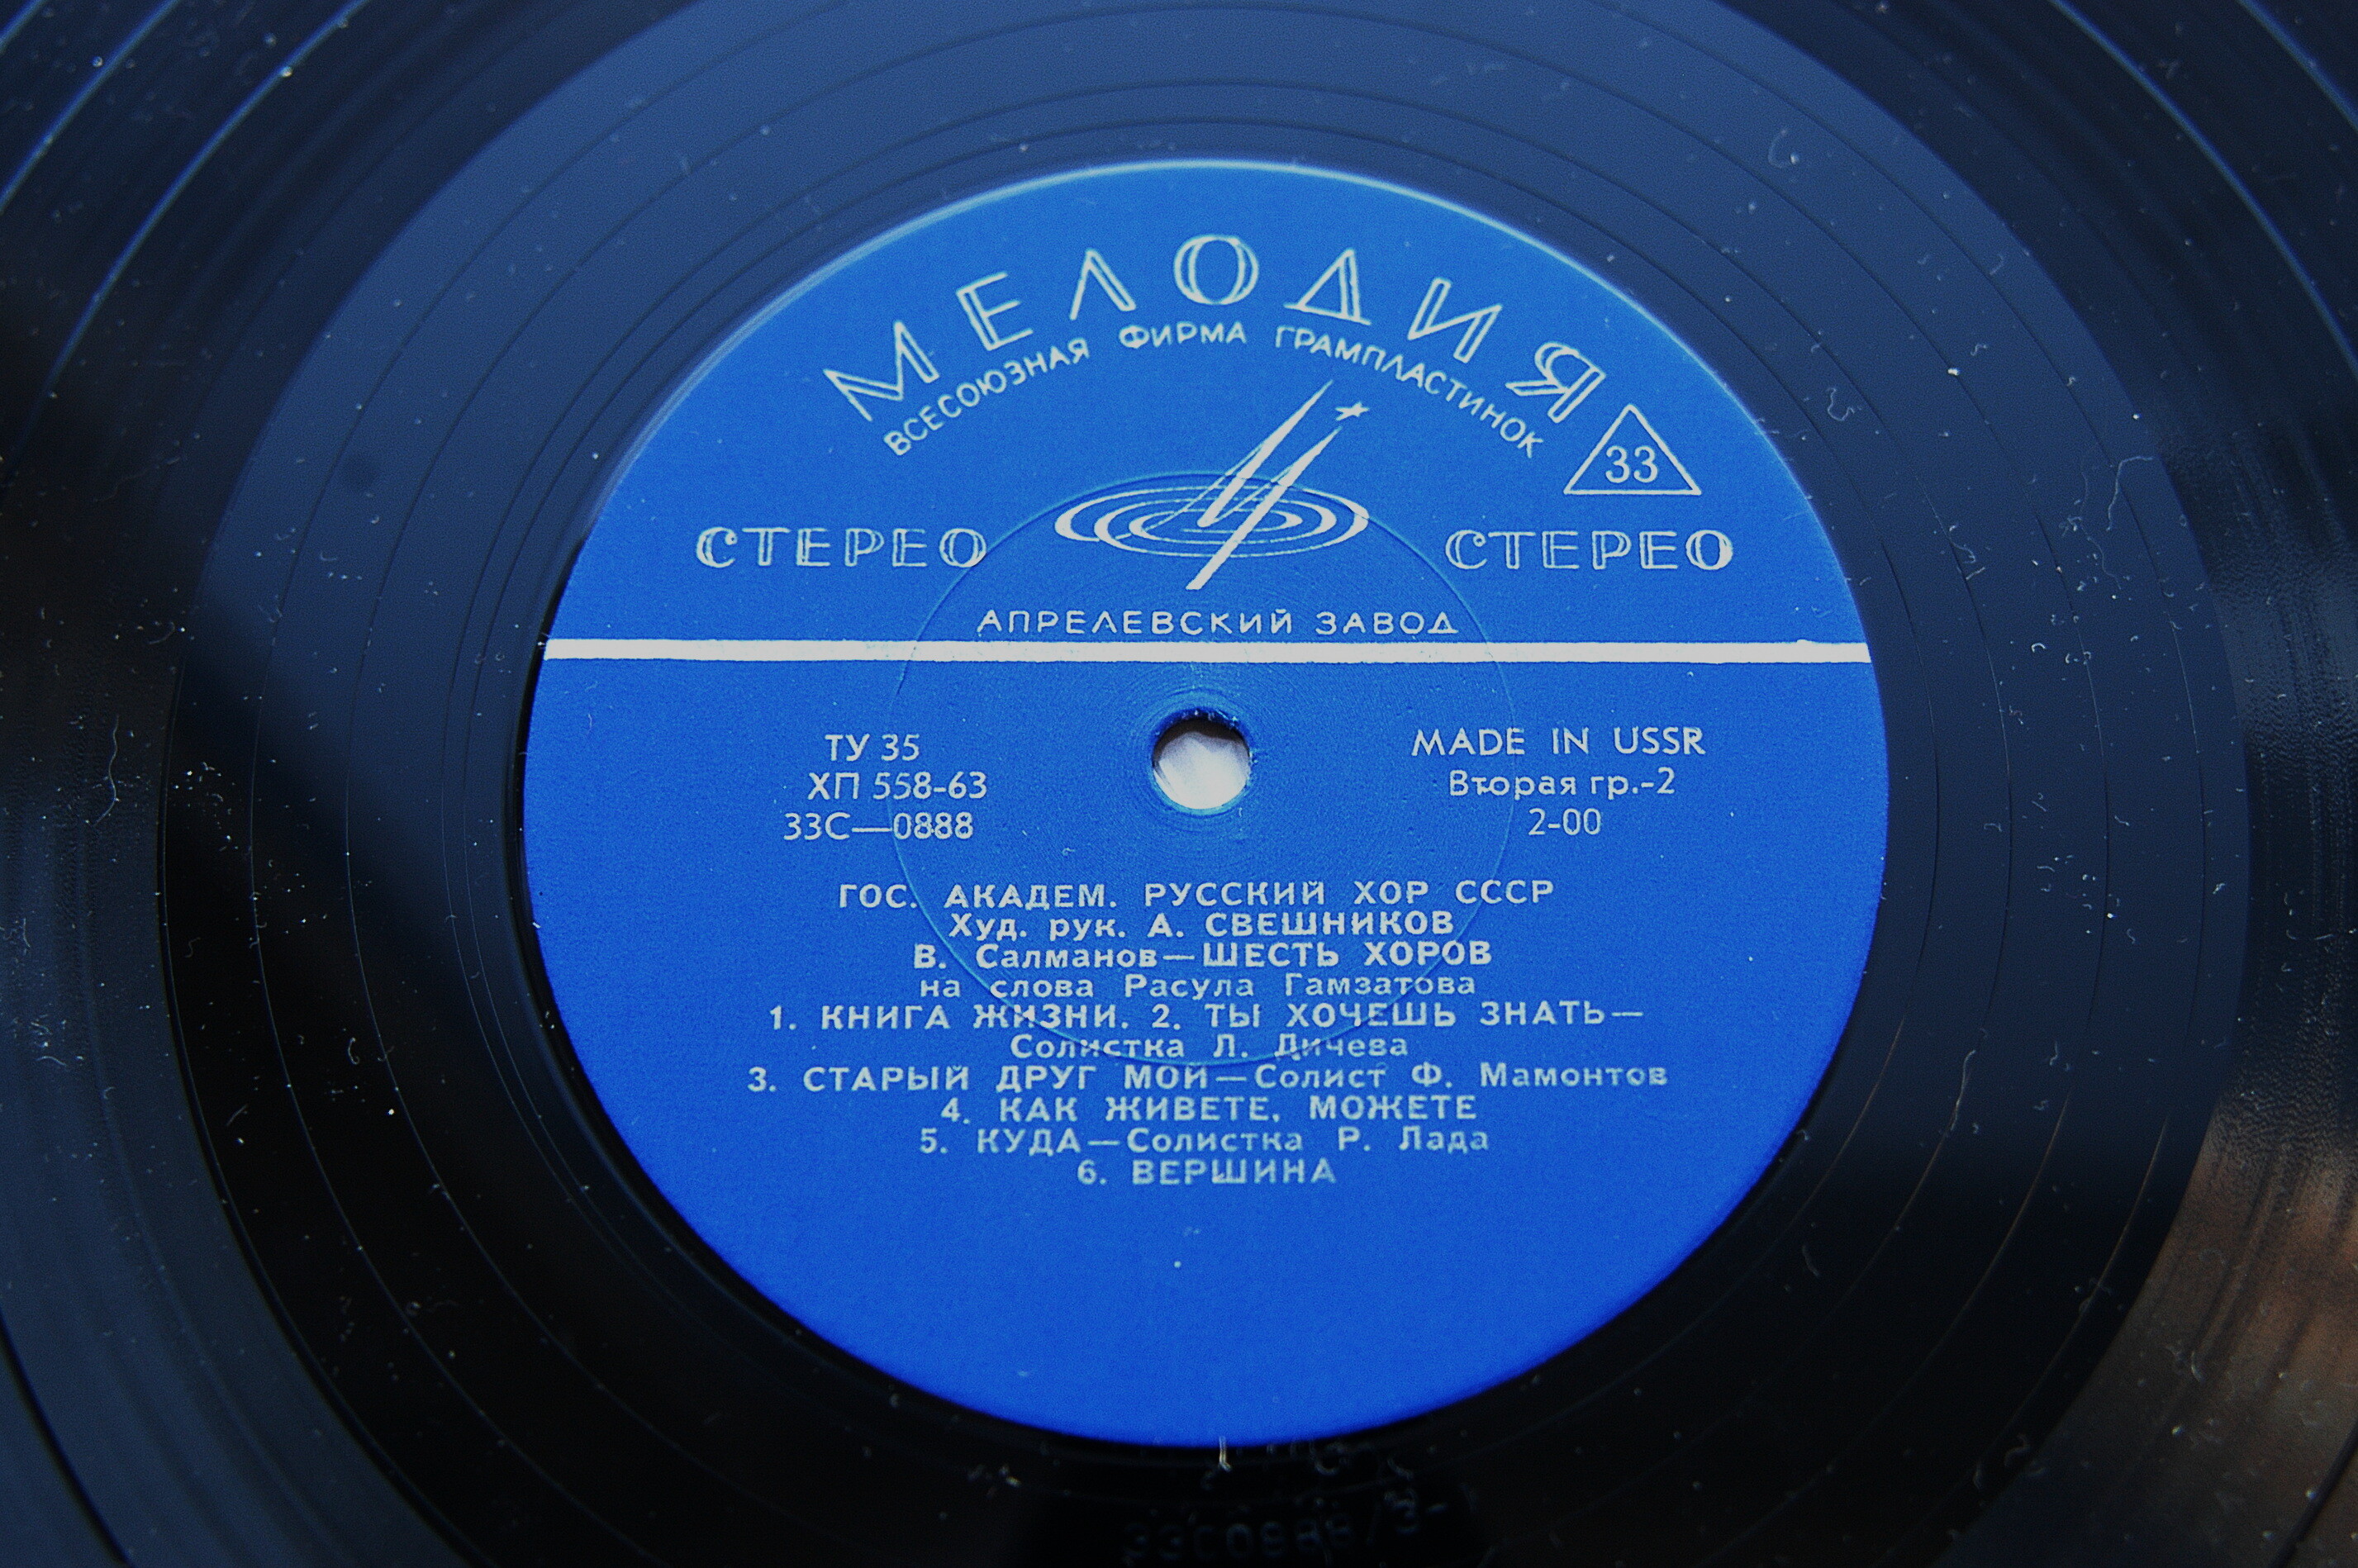 МЕЛОДИЯ
ВСЕСОЮЗНАЯ ФИРМА ГРАМПЛАСТИНОК
33
СТЕРЕО СТЕРЕО
АПРЕЛЕВСКИЙ ЗАВОД
ТУ 35
ХП 558-63
33С—0888
MADE IN USSR
Вторая гр.-2
2-00
ГОС. АКАДЕМ. РУССКИЙ ХОР СССР
Худ. рук. А. СВЕШНИКОВ
В. Салманов—ШЕСТЬ ХОРОВ
на слова Расула Гамзатова
1. КНИГА ЖИЗНИ. 2. ТЫ ХОЧЕШЬ ЗНАТЬ—
Солистка Л. Дичева
3. СТАРЫЙ ДРУГ МОЙ—Солист Ф. Мамонтов
4. КАК ЖИВЕТЕ, МОЖЕТЕ
5. КУДА—Солистка Р. Лада
6. ВЕРШИНА